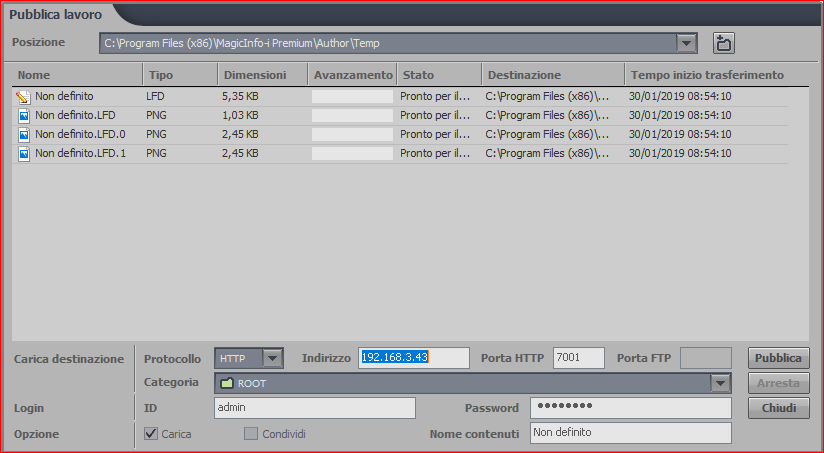 Pubblica lavoro
Posizione C:\Program Files (x86)\MagicInfo-i Premium\Author\Temp
Nome Tipo Dimensioni Avanzamento Stato Destinazione Tempo inizio trasferimento
Non definito LFD 5,35 KB Pronto per il... C:\Program Files (x86)\... 30/01/2019 08:54:10
Non definito.LFD PNG 1,03 KB Pronto per il... C:\Program Files (x86)\... 30/01/2019 08:54:10
Non definito.LFD.0 PNG 2,45 KB Pronto per il... C:\Program Files (x86)\... 30/01/2019 08:54:10
Non definito.LFD.1 PNG 2,45 KB Pronto per il... C:\Program Files (x86)\... 30/01/2019 08:54:10
Carica destinazione Protocollo HTTP Indirizzo 192.168.3.43 Porta HTTP 7001 Porta FTP Pubblica
Categoria ROOT Arresta
Login ID admin Password ●●●●●●●● Chiudi
Opzione Carica Condividi Nome contenuti Non definito